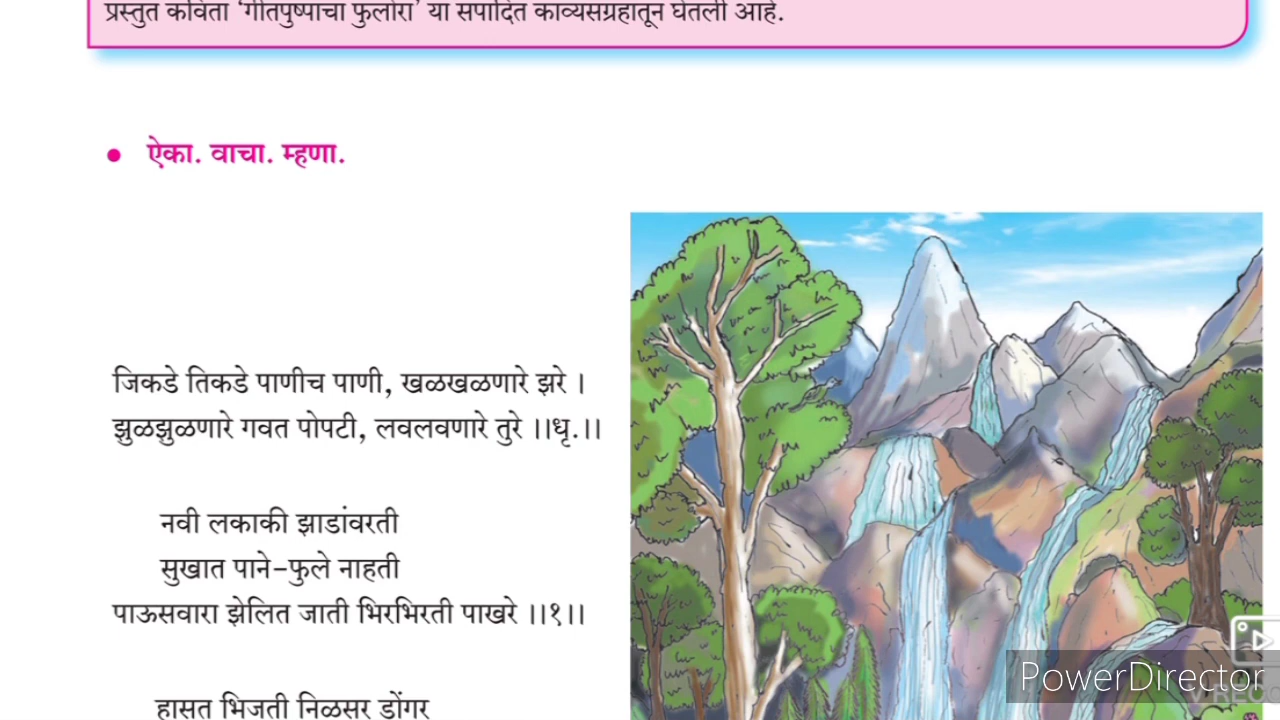 प्रस्तुत कविता ‘गीतपुष्पांचा फुलोरा’ या संपादित काव्यसंग्रहातून घेतली आहे.
• ऐका. वाचा. म्हणा.
जिकडे तिकडे पाणीच पाणी, खळखळणारे झरे ।
झुळझुळणारे गवत पोपटी, लवलवणारे तुरे ।।धृ.।।
नवी लकाकी झाडांवरती
सुखात पाने-फुले नाहती
पाऊसवारा झेलित जाती भिरभिरती पाखरे ।।१।।
हासत भिजती निळसर डोंगर
PowerDirector